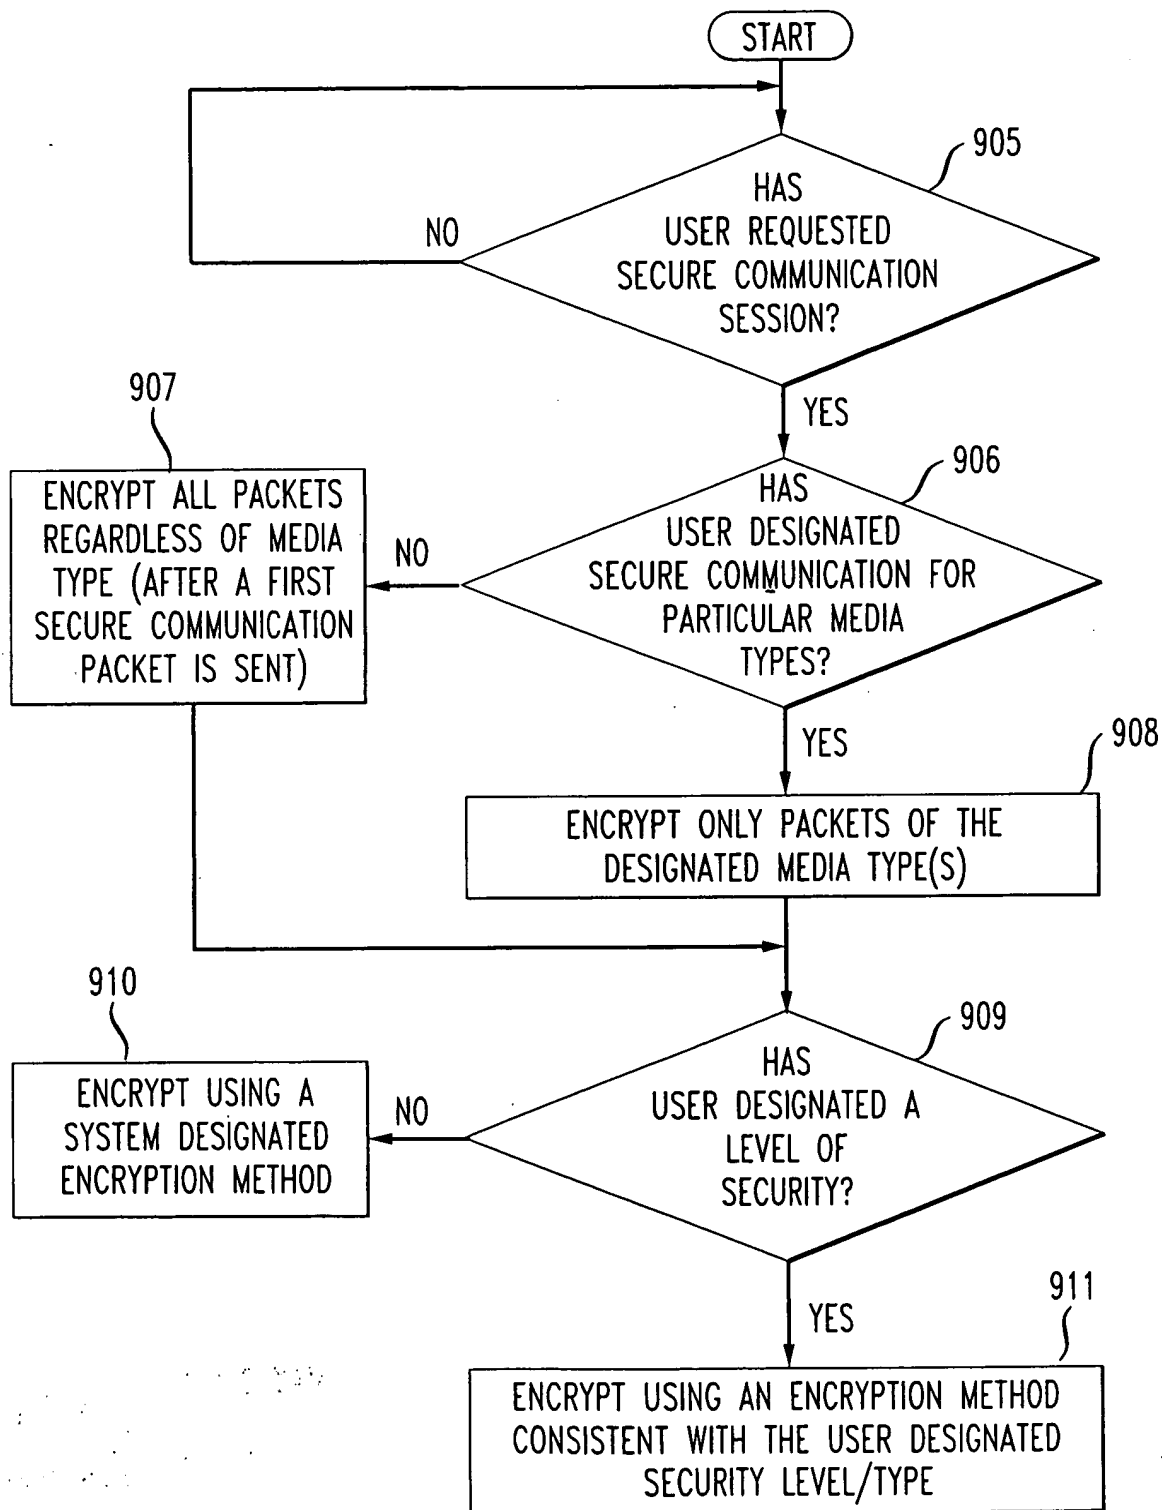 START
905
HAS
USER REQUESTED
SECURE COMMUNICATION
SESSION?
NO
YES
907
906
ENCRYPT ALL PACKETS
REGARDLESS OF MEDIA
TYPE (AFTER A FIRST
SECURE COMMUNICATION
PACKET IS SENT)
NO
HAS
USER DESIGNATED
SECURE COMMUNICATION FOR
PARTICULAR MEDIA
TYPES?
YES
908
ENCRYPT ONLY PACKETS OF THE
DESIGNATED MEDIA TYPE(S)
910
909
ENCRYPT USING A
SYSTEM DESIGNATED
ENCRYPTION METHOD
NO
HAS
USER DESIGNATED A
LEVEL OF
SECURITY?
YES
911
ENCRYPT USING AN ENCRYPTION METHOD
CONSISTENT WITH THE USER DESIGNATED
SECURITY LEVEL/TYPE